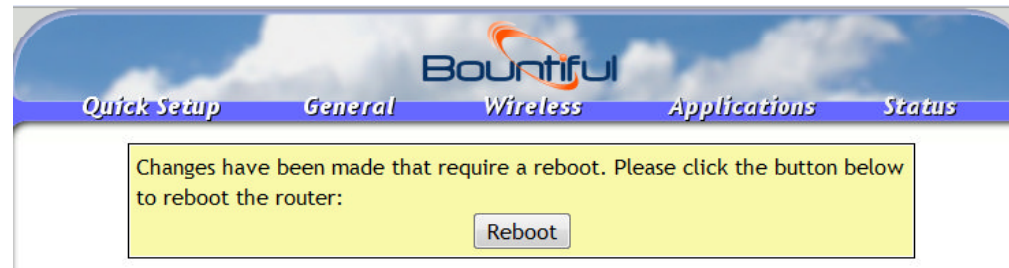 Bountiful
Quick Setup General Wireless Applications Status
Changes have been made that require a reboot. Please click the button below
to reboot the router:
Reboot